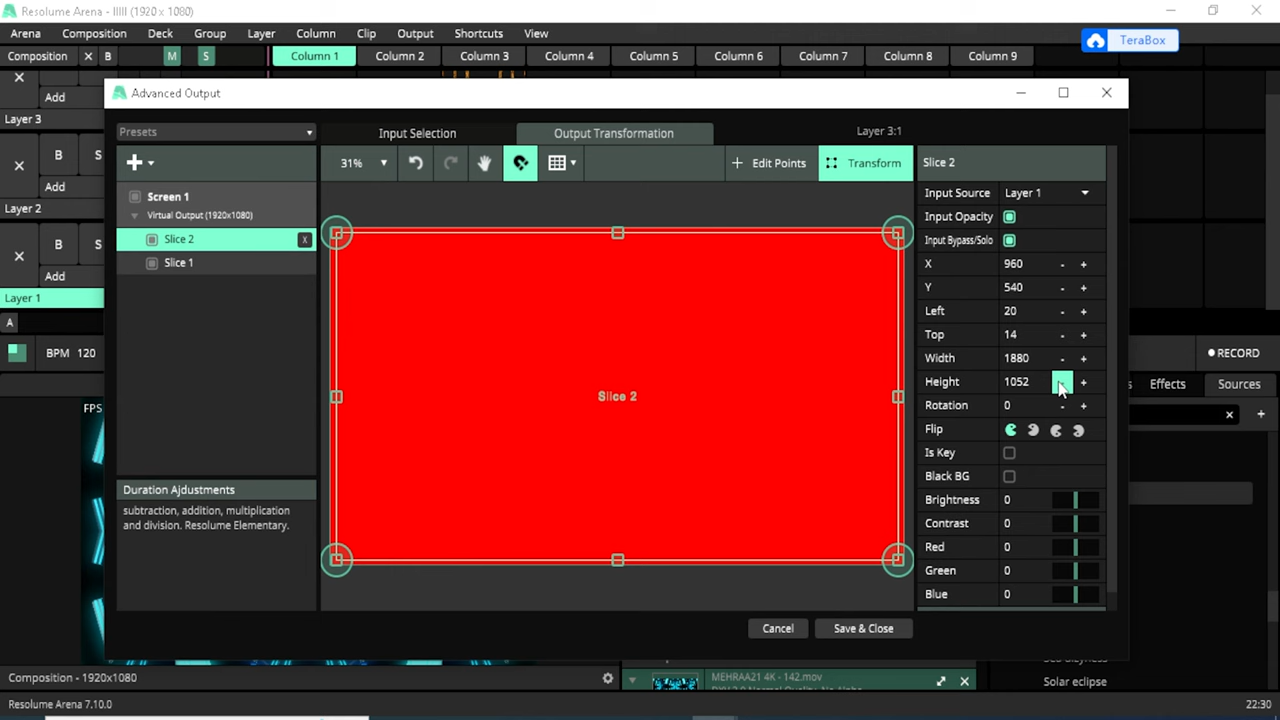 Resolume Arena - IIIII (1920 x 1080)
Arena Composition Deck Group Layer Column Clip Output Shortcuts View
TeraBox
Composition X B M S Column 1 Column 2 Column 3 Column 4 Column 5 Column 6 Column 7 Column 8 Column 9
Add
Layer 3
B S
Add
Layer 2
B S
Add
Layer 1
A
BPM 120
RECORD
Effects Sources
FPS
Advanced Output
Presets
Input Selection Output Transformation Layer 3:1
31% Edit Points Transform
Screen 1
Virtual Output (1920x1080)
Slice 2 X
Slice 1
Duration Ajdustments
subtraction, addition, multiplication
and division. Resolume Elementary.
Slice 2
Slice 2
Input Source Layer 1
Input Opacity
Input Bypass/Solo
X 960 - +
Y 540 - +
Left 20 - +
Top 14 - +
Width 1880 - +
Height 1052 - +
Rotation 0 - +
Flip
Is Key
Black BG
Brightness 0
Contrast 0
Red 0
Green 0
Blue 0
Cancel Save & Close
Composition - 1920x1080
MEHRAA21 4K - 142.mov
Solar eclipse
Resolume Arena 7.10.0
22:30